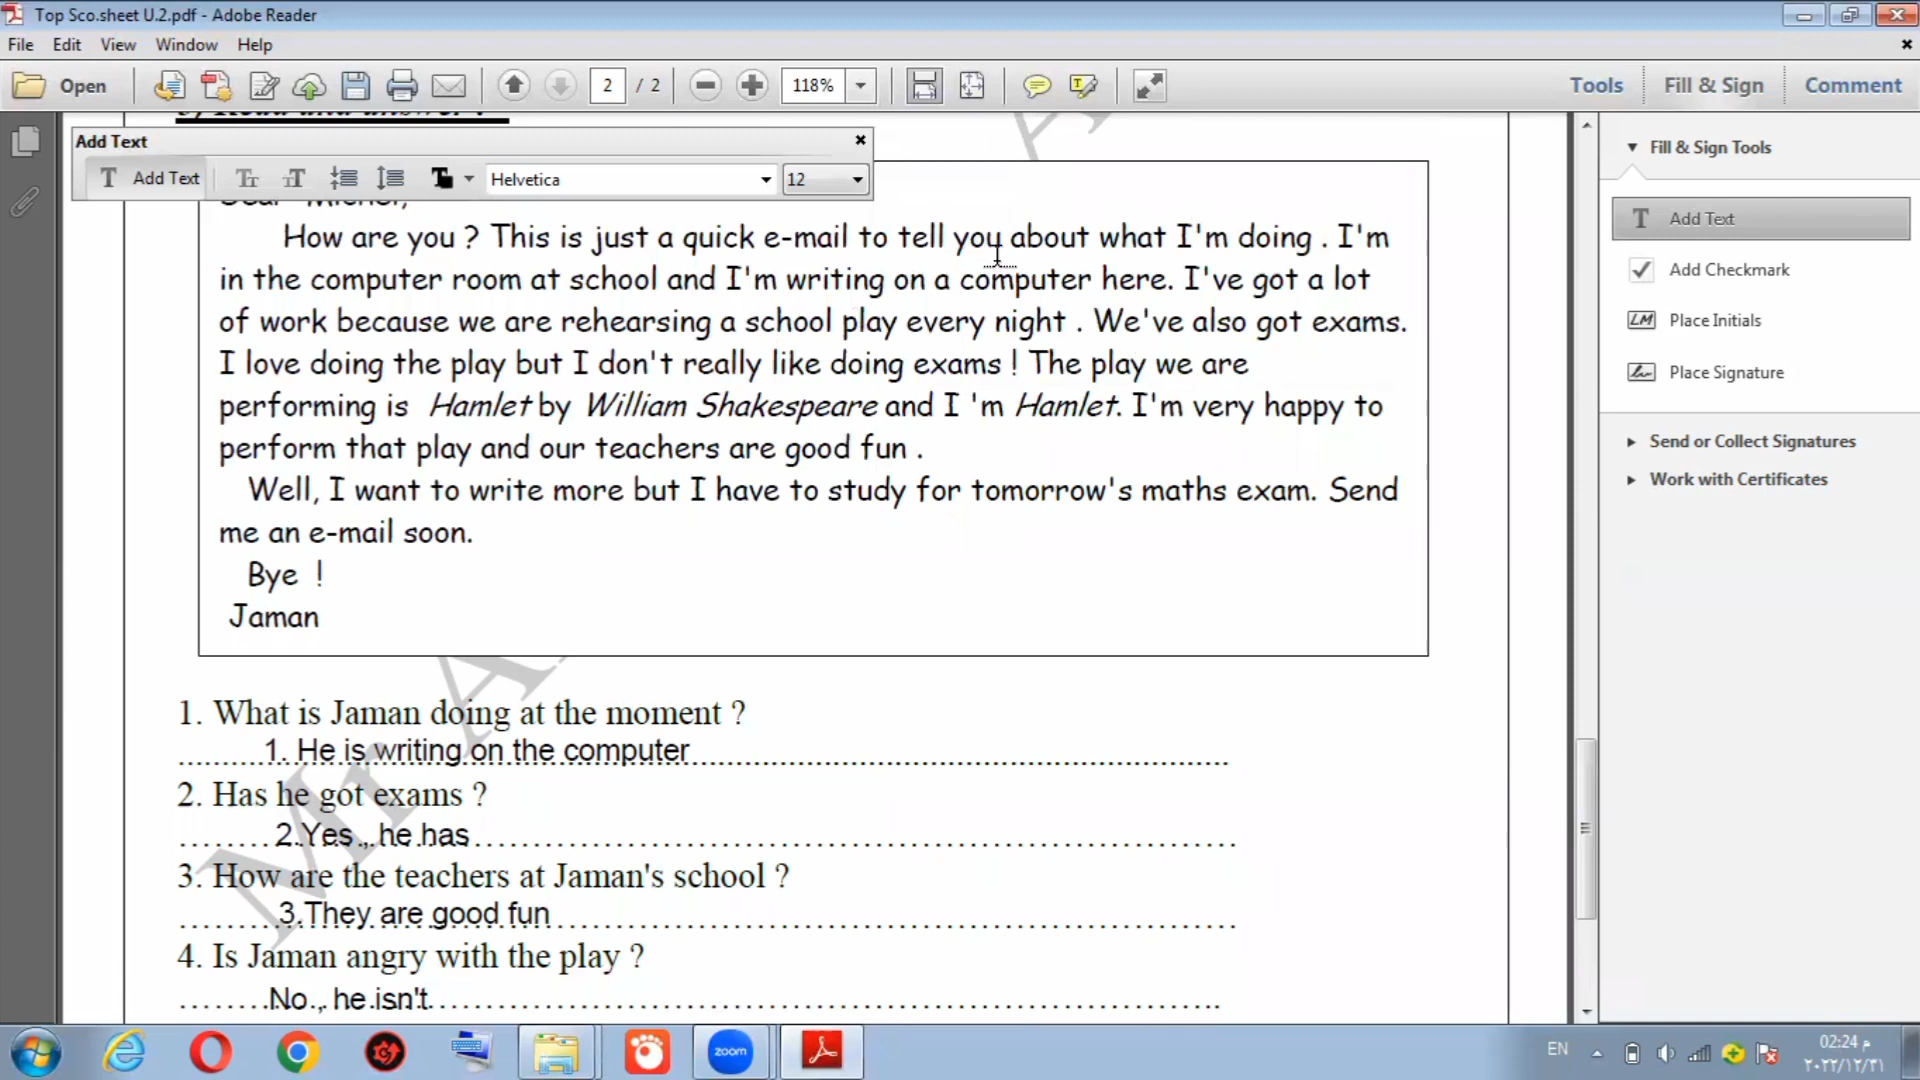 Top Sco.sheet U.2.pdf - Adobe Reader
File Edit View Window Help
Open 2 / 2 118% Tools Fill & Sign Comment
Add Text
Add Text Helvetica 12
How are you ? This is just a quick e-mail to tell you about what I'm doing . I'm
in the computer room at school and I'm writing on a computer here. I've got a lot
of work because we are rehearsing a school play every night . We've also got exams.
I love doing the play but I don't really like doing exams ! The play we are
performing is Hamlet by William Shakespeare and I 'm Hamlet. I'm very happy to
perform that play and our teachers are good fun .
Well, I want to write more but I have to study for tomorrow's maths exam. Send
me an e-mail soon.
Bye !
Jaman
1. What is Jaman doing at the moment ?
1. He is writing on the computer
2. Has he got exams ?
2.Yes , he has
3. How are the teachers at Jaman's school ?
3.They are good fun
4. Is Jaman angry with the play ?
No , he isn't
Fill & Sign Tools
Add Text
Add Checkmark
Place Initials
Place Signature
Send or Collect Signatures
Work with Certificates
zoom
EN
02:24 م
٢٠٢٢/١٢/٣١